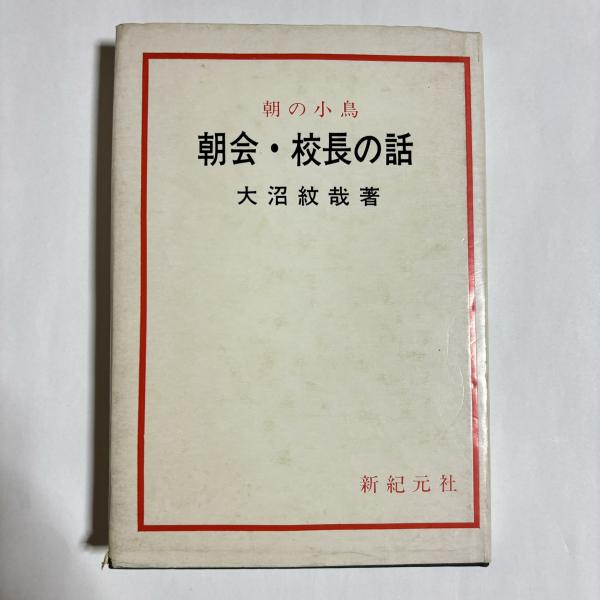 朝の小鳥
朝会・校長の話
大沼紋哉著
新紀元社